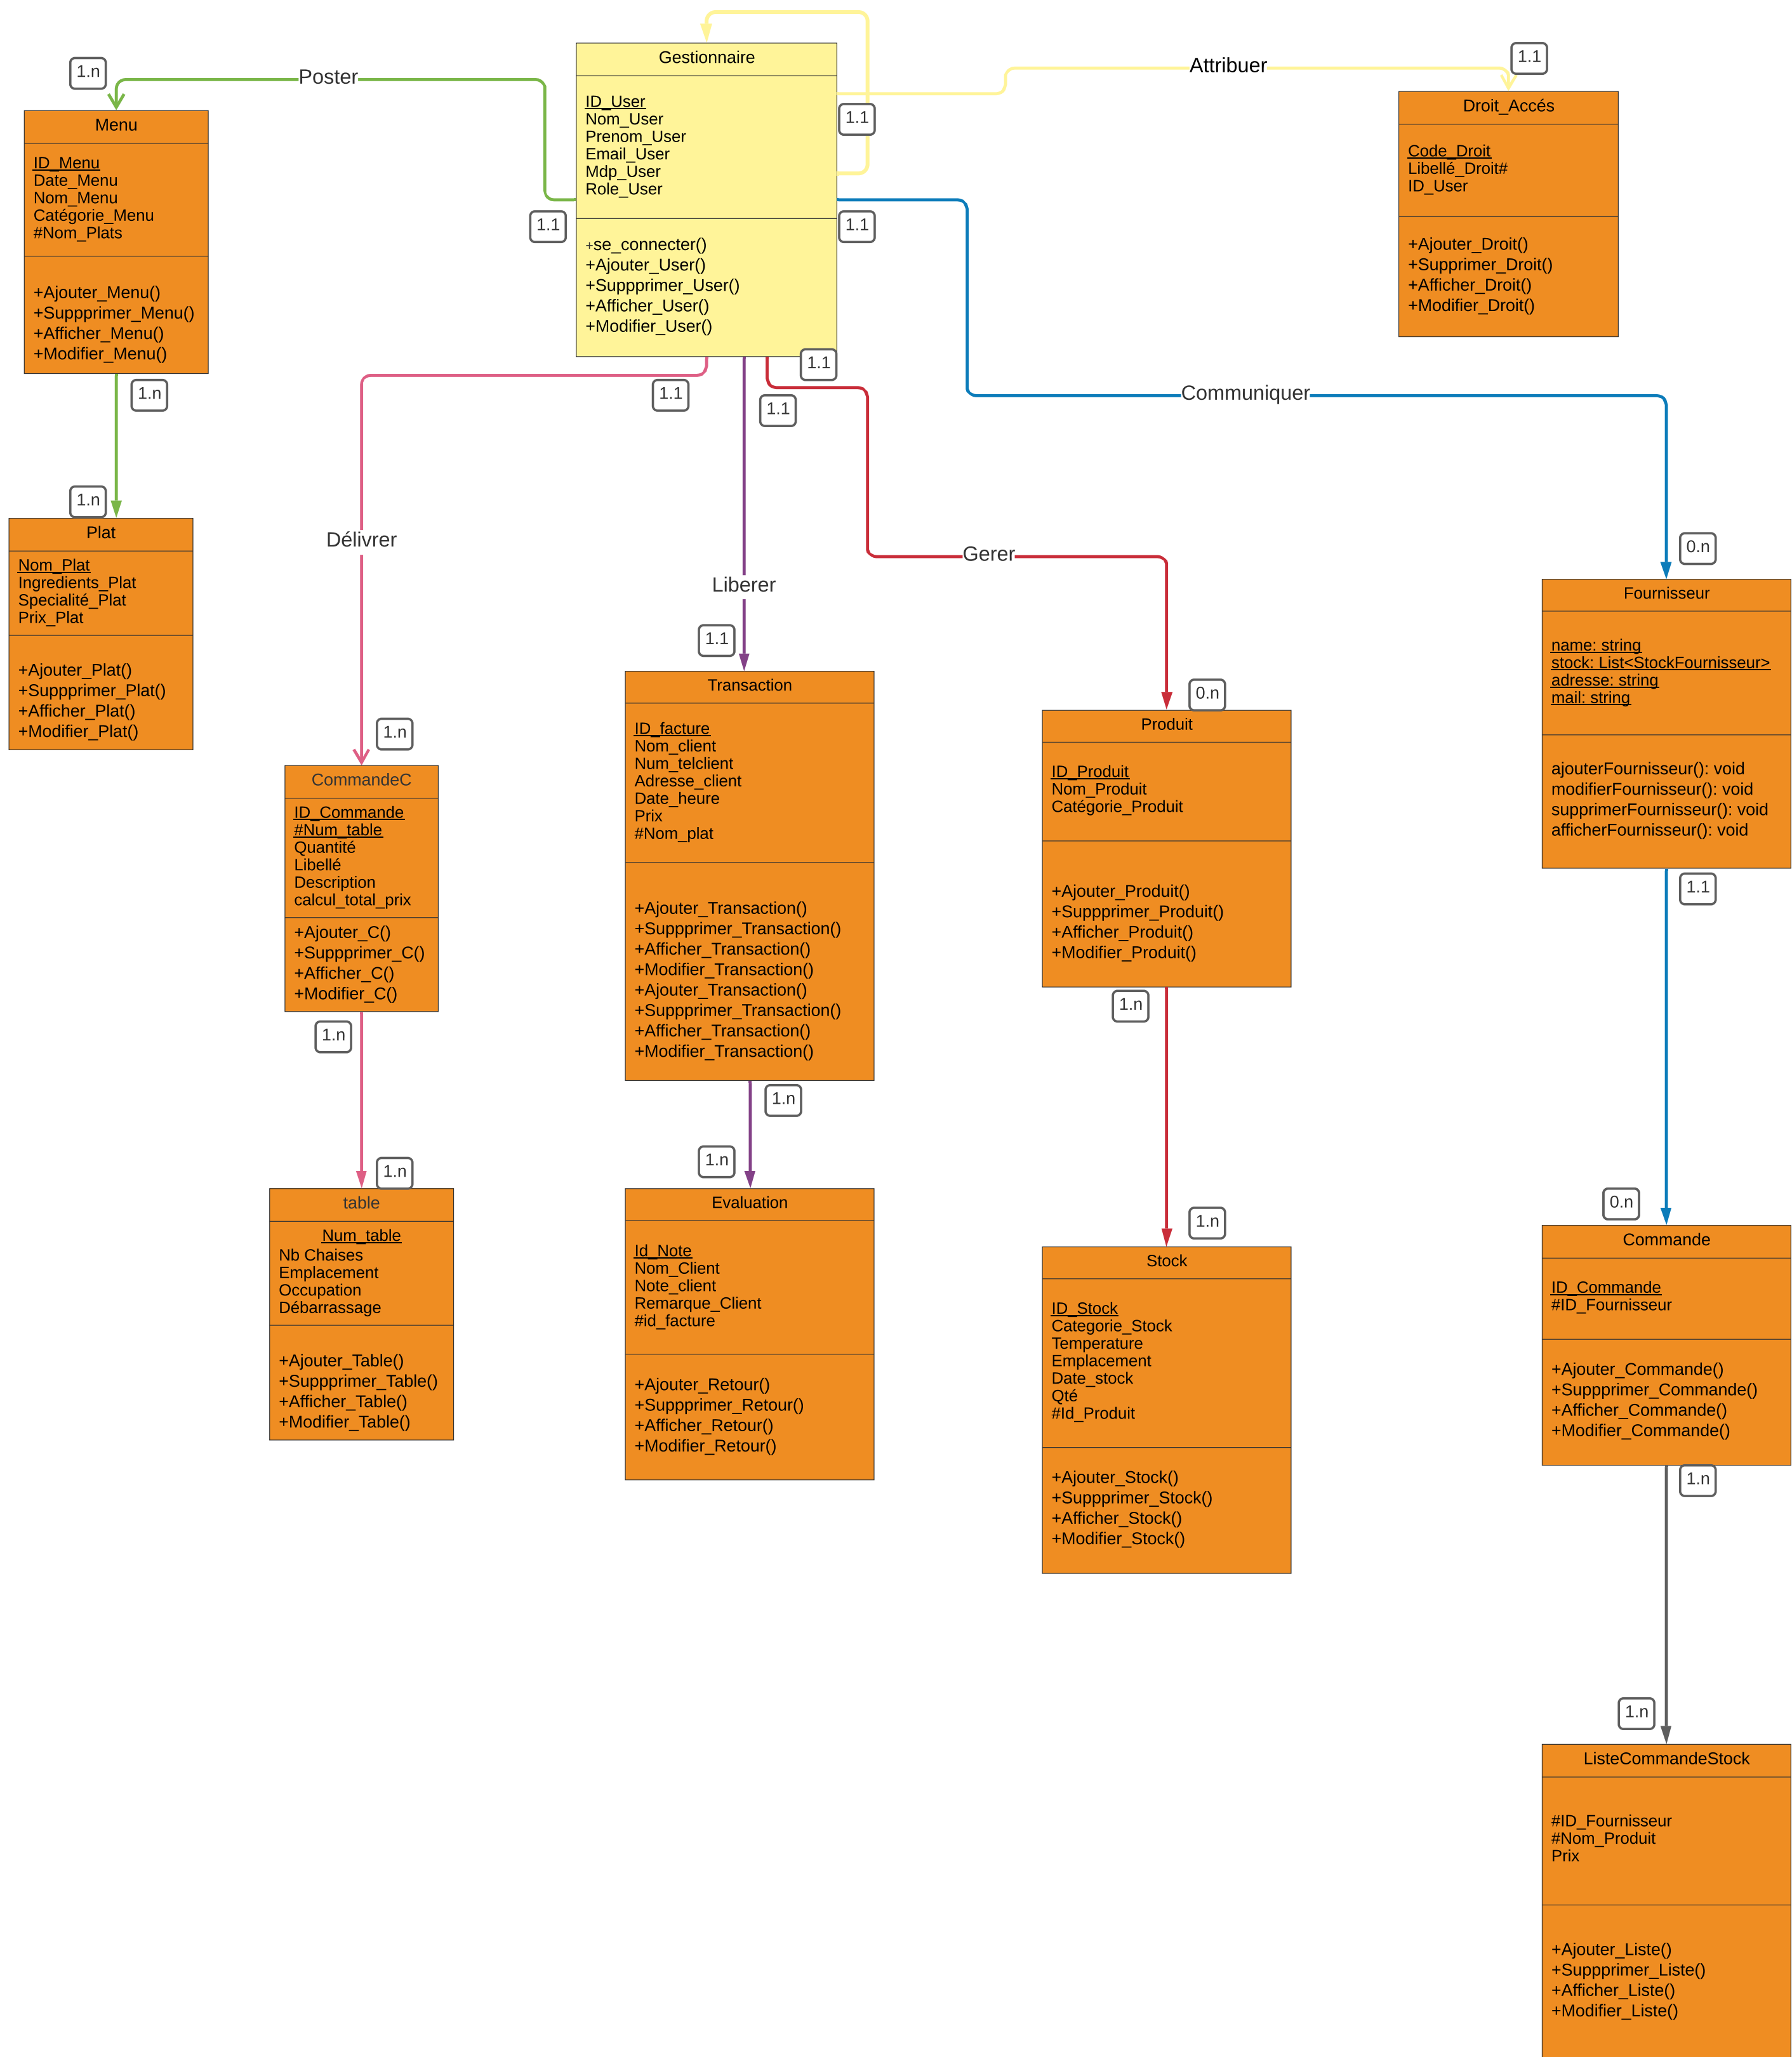 Gestionnaire
ID_User
Nom_User
Prenom_User
Email_User
Mdp_User
Role_User
+se_connecter()
+Ajouter_User()
+Suppprimer_User()
+Afficher_User()
+Modifier_User()
1.1
1.1
1.1
1.1
1.1
1.1
Poster
1.n
Attribuer
1.1
Menu
ID_Menu
Date_Menu
Nom_Menu
Catégorie_Menu
#Nom_Plats
+Ajouter_Menu()
+Suppprimer_Menu()
+Afficher_Menu()
+Modifier_Menu()
1.n
1.n
Droit_Accés
Code_Droit
Libellé_Droit#
ID_User
+Ajouter_Droit()
+Supprimer_Droit()
+Afficher_Droit()
+Modifier_Droit()
Communiquer
0.n
Plat
Nom_Plat
Ingredients_Plat
Specialité_Plat
Prix_Plat
+Ajouter_Plat()
+Suppprimer_Plat()
+Afficher_Plat()
+Modifier_Plat()
Délivrer
1.n
Liberer
1.1
Gerer
0.n
CommandeC
ID_Commande
#Num_table
Quantité
Libellé
Description
calcul_total_prix
+Ajouter_C()
+Suppprimer_C()
+Afficher_C()
+Modifier_C()
1.n
1.n
Transaction
ID_facture
Nom_client
Num_telclient
Adresse_client
Date_heure
Prix
#Nom_plat
+Ajouter_Transaction()
+Suppprimer_Transaction()
+Afficher_Transaction()
+Modifier_Transaction()
+Ajouter_Transaction()
+Suppprimer_Transaction()
+Afficher_Transaction()
+Modifier_Transaction()
1.n
1.n
Produit
ID_Produit
Nom_Produit
Catégorie_Produit
+Ajouter_Produit()
+Suppprimer_Produit()
+Afficher_Produit()
+Modifier_Produit()
1.n
1.n
Fournisseur
name: string
stock: List<StockFournisseur>
adresse: string
mail: string
ajouterFournisseur(): void
modifierFournisseur(): void
supprimerFournisseur(): void
afficherFournisseur(): void
1.1
0.n
table
Num_table
Nb Chaises
Emplacement
Occupation
Débarrassage
+Ajouter_Table()
+Suppprimer_Table()
+Afficher_Table()
+Modifier_Table()
Evaluation
Id_Note
Nom_Client
Note_client
Remarque_Client
#id_facture
+Ajouter_Retour()
+Suppprimer_Retour()
+Afficher_Retour()
+Modifier_Retour()
Stock
ID_Stock
Categorie_Stock
Temperature
Emplacement
Date_stock
Qté
#Id_Produit
+Ajouter_Stock()
+Suppprimer_Stock()
+Afficher_Stock()
+Modifier_Stock()
Commande
ID_Commande
#ID_Fournisseur
+Ajouter_Commande()
+Suppprimer_Commande()
+Afficher_Commande()
+Modifier_Commande()
1.n
1.n
ListeCommandeStock
#ID_Fournisseur
#Nom_Produit
Prix
+Ajouter_Liste()
+Suppprimer_Liste()
+Afficher_Liste()
+Modifier_Liste()